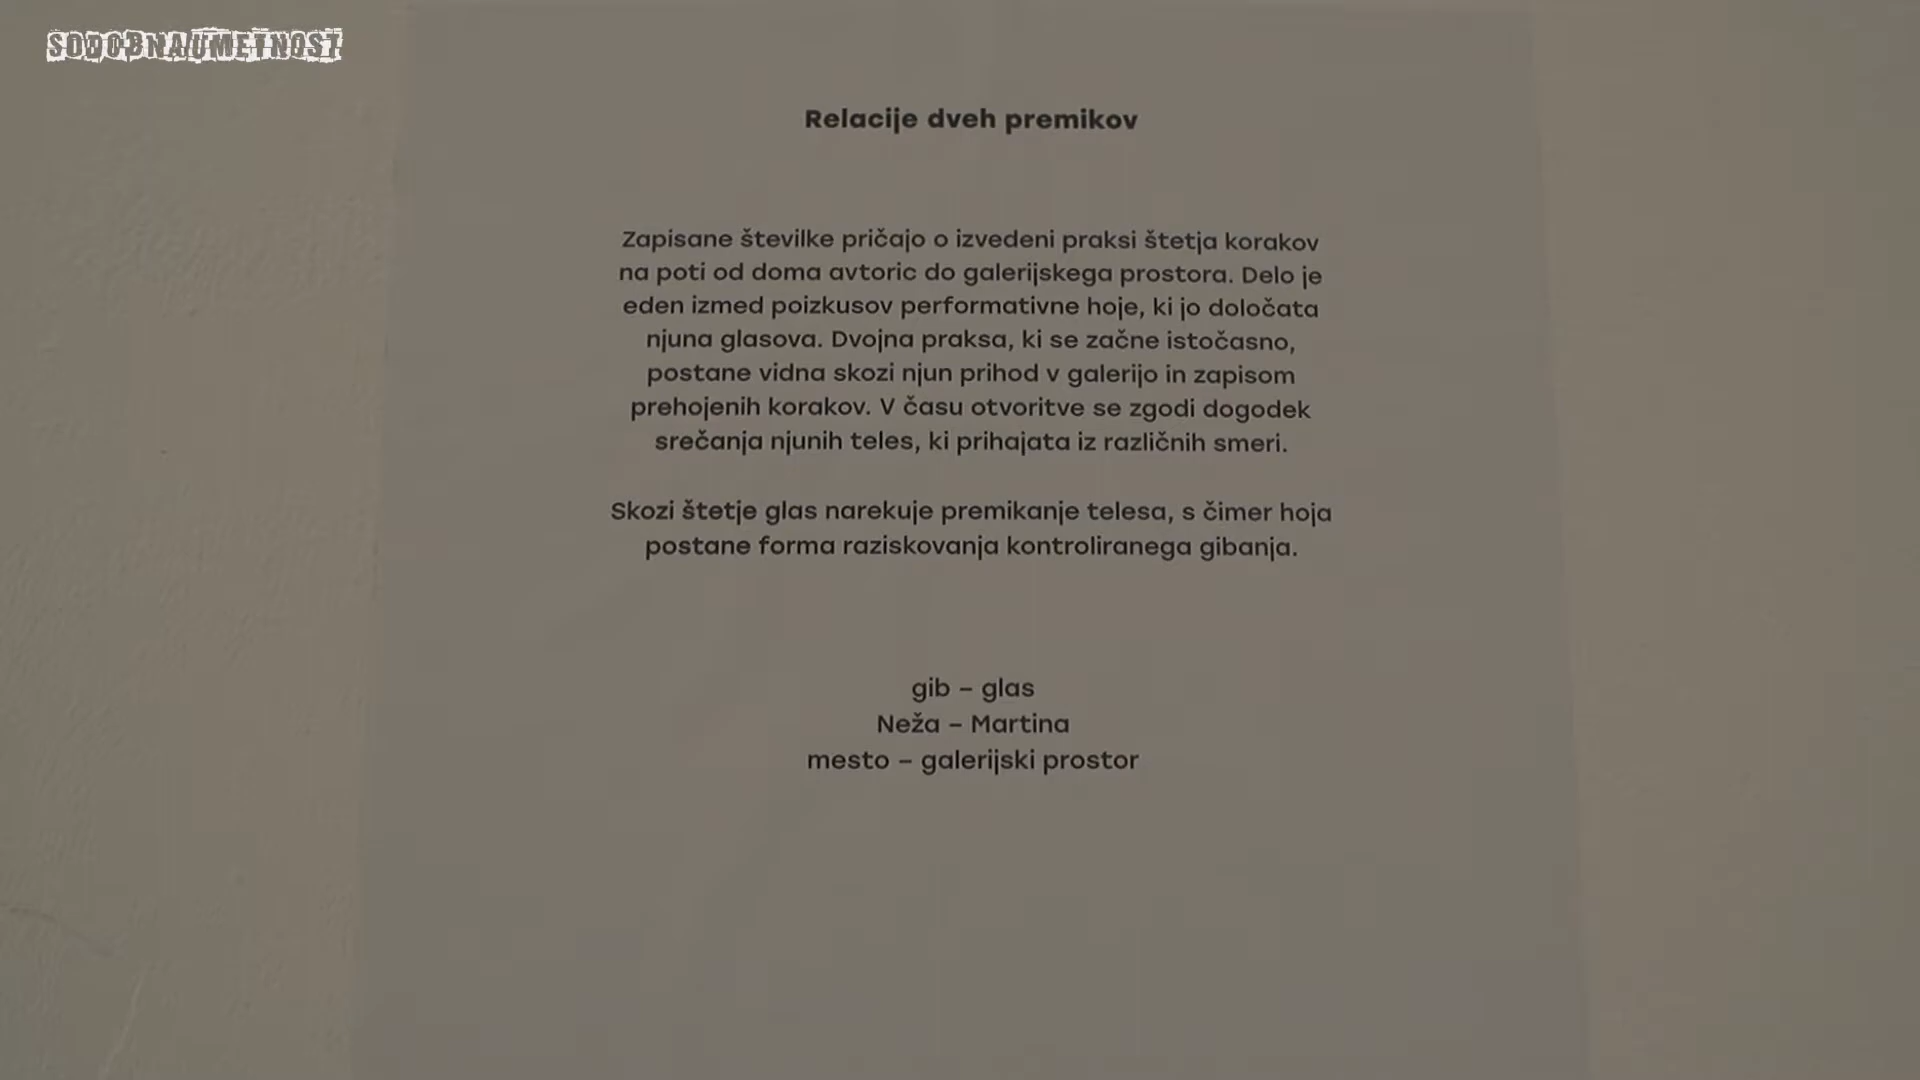 SODOBNAUMETNOST
Relacije dveh premikov
Zapisane številke pričajo o izvedeni praksi štetja korakov
na poti od doma avtoric do galerijskega prostora. Delo je
eden izmed poizkusov performativne hoje, ki jo določata
njuna glasova. Dvojna praksa, ki se začne istočasno,
postane vidna skozi njun prihod v galerijo in zapisom
prehojenih korakov. V času otvoritve se zgodi dogodek
srečanja njunih teles, ki prihajata iz različnih smeri.
Skozi štetje glas narekuje premikanje telesa, s čimer hoja
postane forma raziskovanja kontroliranega gibanja.
gib – glas
Neža – Martina
mesto – galerijski prostor